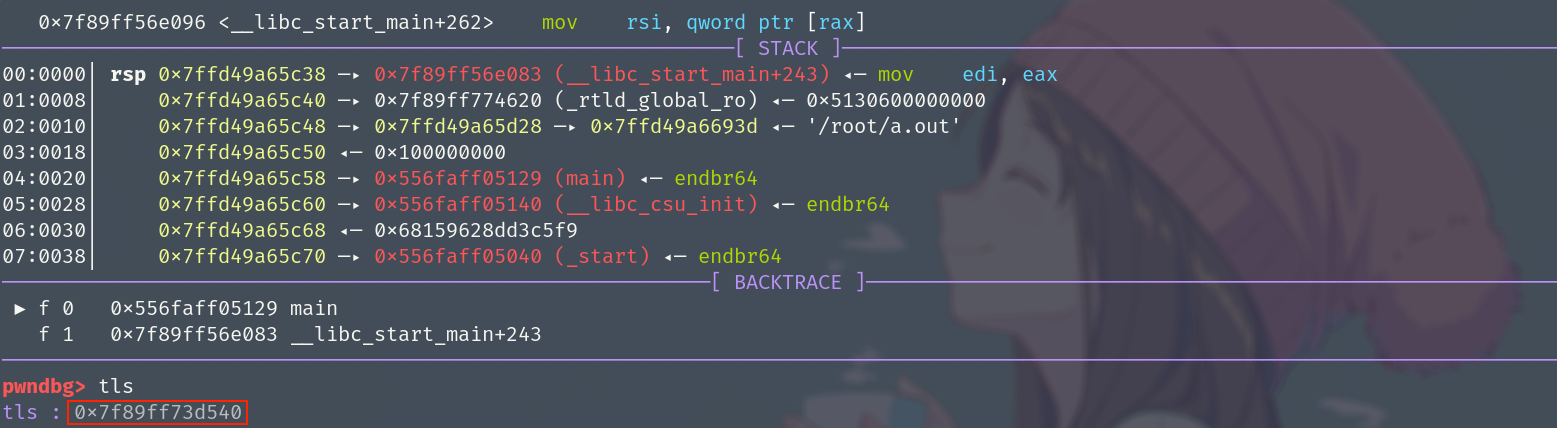 0x7f89ff56e096 <__libc_start_main+262>    mov    rsi, qword ptr [rax]
[ STACK ]
00:0000│ rsp 0x7ffd49a65c38 —▸ 0x7f89ff56e083 (__libc_start_main+243) ◂— mov    edi, eax
01:0008│     0x7ffd49a65c40 —▸ 0x7f89ff774620 (_rtld_global_ro) ◂— 0x5130600000000
02:0010│     0x7ffd49a65c48 —▸ 0x7ffd49a65d28 —▸ 0x7ffd49a6693d ◂— '/root/a.out'
03:0018│     0x7ffd49a65c50 ◂— 0x100000000
04:0020│     0x7ffd49a65c58 —▸ 0x556faff05129 (main) ◂— endbr64
05:0028│     0x7ffd49a65c60 —▸ 0x556faff05140 (__libc_csu_init) ◂— endbr64
06:0030│     0x7ffd49a65c68 ◂— 0x68159628dd3c5f9
07:0038│     0x7ffd49a65c70 —▸ 0x556faff05040 (_start) ◂— endbr64
[ BACKTRACE ]
► f 0   0x556faff05129 main
  f 1   0x7f89ff56e083 __libc_start_main+243
pwndbg> tls
tls : 0x7f89ff73d540